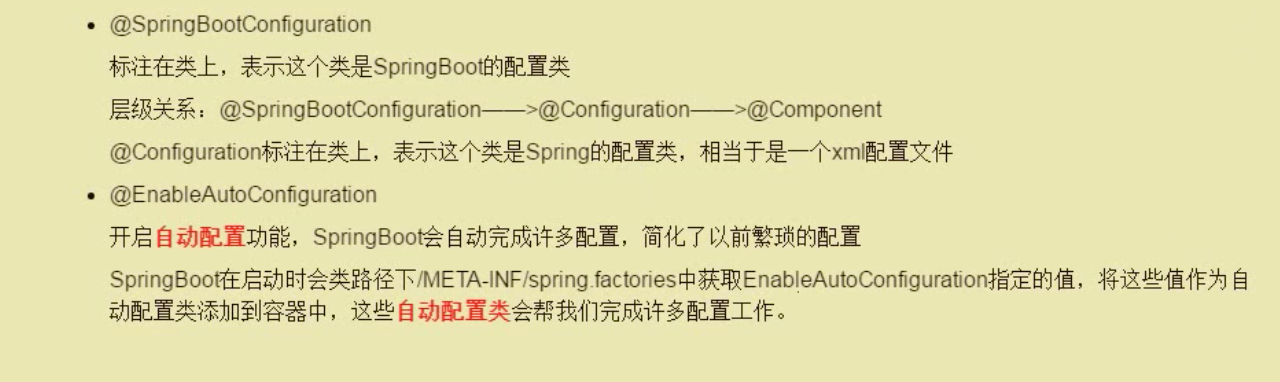 • @SpringBootConfiguration
标注在类上，表示这个类是SpringBoot的配置类
层级关系：@SpringBootConfiguration——>@Configuration——>@Component
@Configuration标注在类上，表示这个类是Spring的配置类，相当于是一个xml配置文件
• @EnableAutoConfiguration
开启自动配置功能，SpringBoot会自动完成许多配置，简化了以前繁琐的配置
SpringBoot在启动时会类路径下/META-INF/spring.factories中获取EnableAutoConfiguration指定的值，将这些值作为自
动配置类添加到容器中，这些自动配置类会帮我们完成许多配置工作。